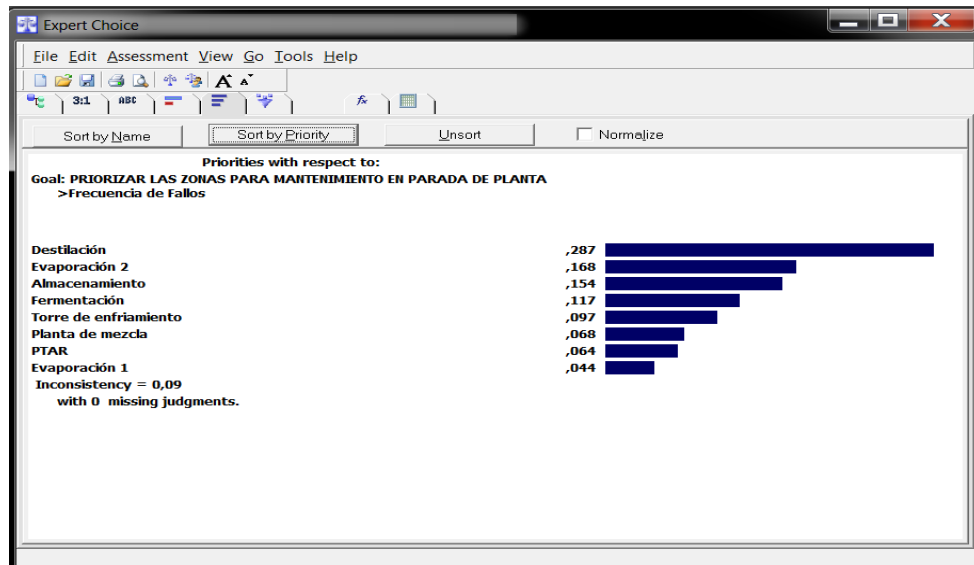 Expert Choice
File Edit Assessment View Go Tools Help
A A
3:1 ABC fx
Sort by Name Sort by Priority Unsort Normalize
Priorities with respect to:
Goal: PRIORIZAR LAS ZONAS PARA MANTENIMIENTO EN PARADA DE PLANTA
>Frecuencia de Fallos
Destilación ,287
Evaporación 2 ,168
Almacenamiento ,154
Fermentación ,117
Torre de enfriamiento ,097
Planta de mezcla ,068
PTAR ,064
Evaporación 1 ,044
Inconsistency = 0,09
with 0 missing judgments.